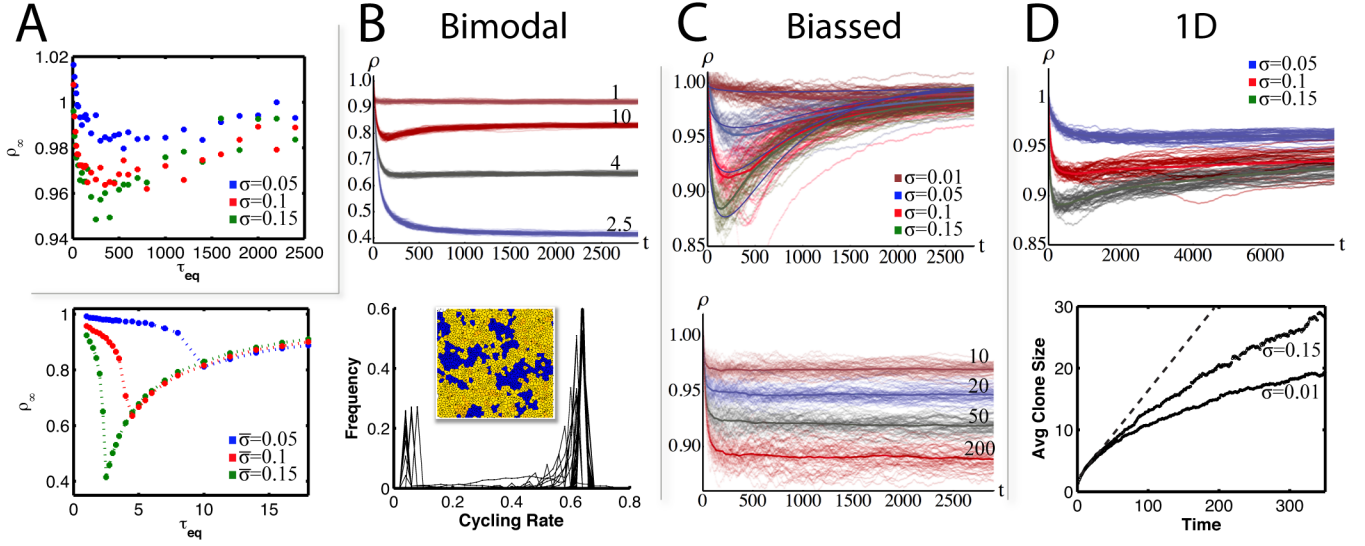 A
B Bimodal
C Biassed
D 1D
1.02
1
0.98
0.96
0.94
ρ∞
0 500 1000 1500 2000 2500
τeq
σ=0.05
σ=0.1
σ=0.15
1
0.8
0.6
0.4
ρ∞
0 5 10 15
τeq
σ̅=0.05
σ̅=0.1
σ̅=0.15
ρ
1.0
0.9
0.8
0.7
0.6
0.5
0.4
1
10
4
2.5
0 500 1000 1500 2000 2500 t
0.6
0.4
0.2
0
Frequency
0 0.2 0.4 0.6 0.8
Cycling Rate
ρ
1.00
0.95
0.90
0.85
σ=0.01
σ=0.05
σ=0.1
σ=0.15
0 500 1000 1500 2000 2500 t
ρ
1.00
0.95
0.90
10
20
50
200
0 500 1000 1500 2000 2500 t
ρ
1
0.95
0.9
0.85
σ=0.05
σ=0.1
σ=0.15
0 2000 4000 6000 t
30
20
10
0
Avg Clone Size
σ=0.15
σ=0.01
0 100 200 300
Time